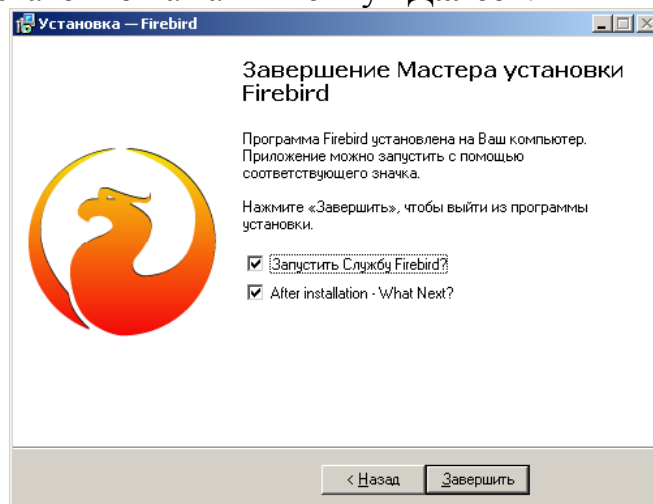 Установка — Firebird
Завершение Мастера установки
Firebird
Программа Firebird установлена на Ваш компьютер.
Приложение можно запустить с помощью
соответствующего значка.
Нажмите «Завершить», чтобы выйти из программы
установки.
Запустить Службу Firebird?
After installation - What Next?
< Назад
Завершить